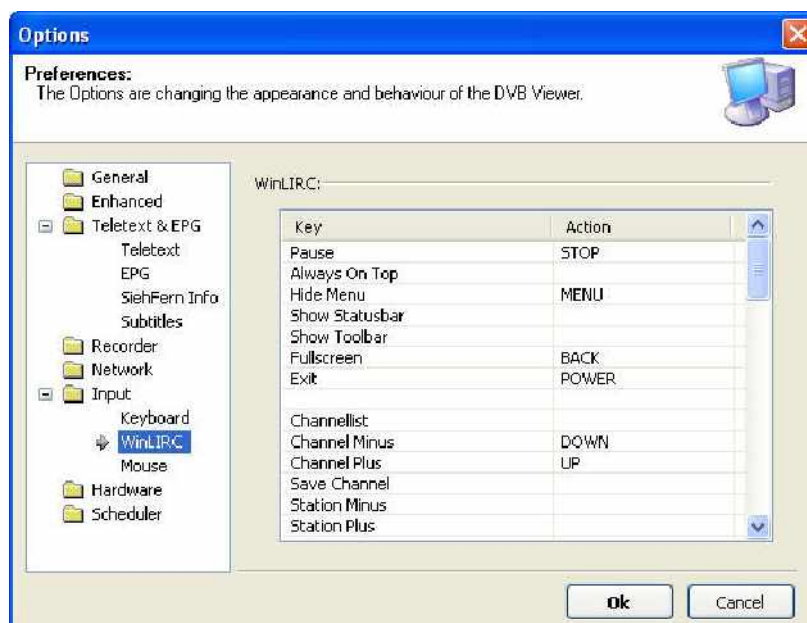 Options
Preferences:
The Options are changing the appearance and behaviour of the DVB Viewer.
General
Enhanced
Teletext & EPG
Teletext
EPG
SiehFern Info
Subtitles
Recorder
Network
Input
Keyboard
WinLIRC
Mouse
Hardware
Scheduler
WinLIRC:
Key Action
Pause STOP
Always On Top
Hide Menu MENU
Show Statusbar
Show Toolbar
Fullscreen BACK
Exit POWER
Channellist
Channel Minus DOWN
Channel Plus UP
Save Channel
Station Minus
Station Plus
Ok Cancel